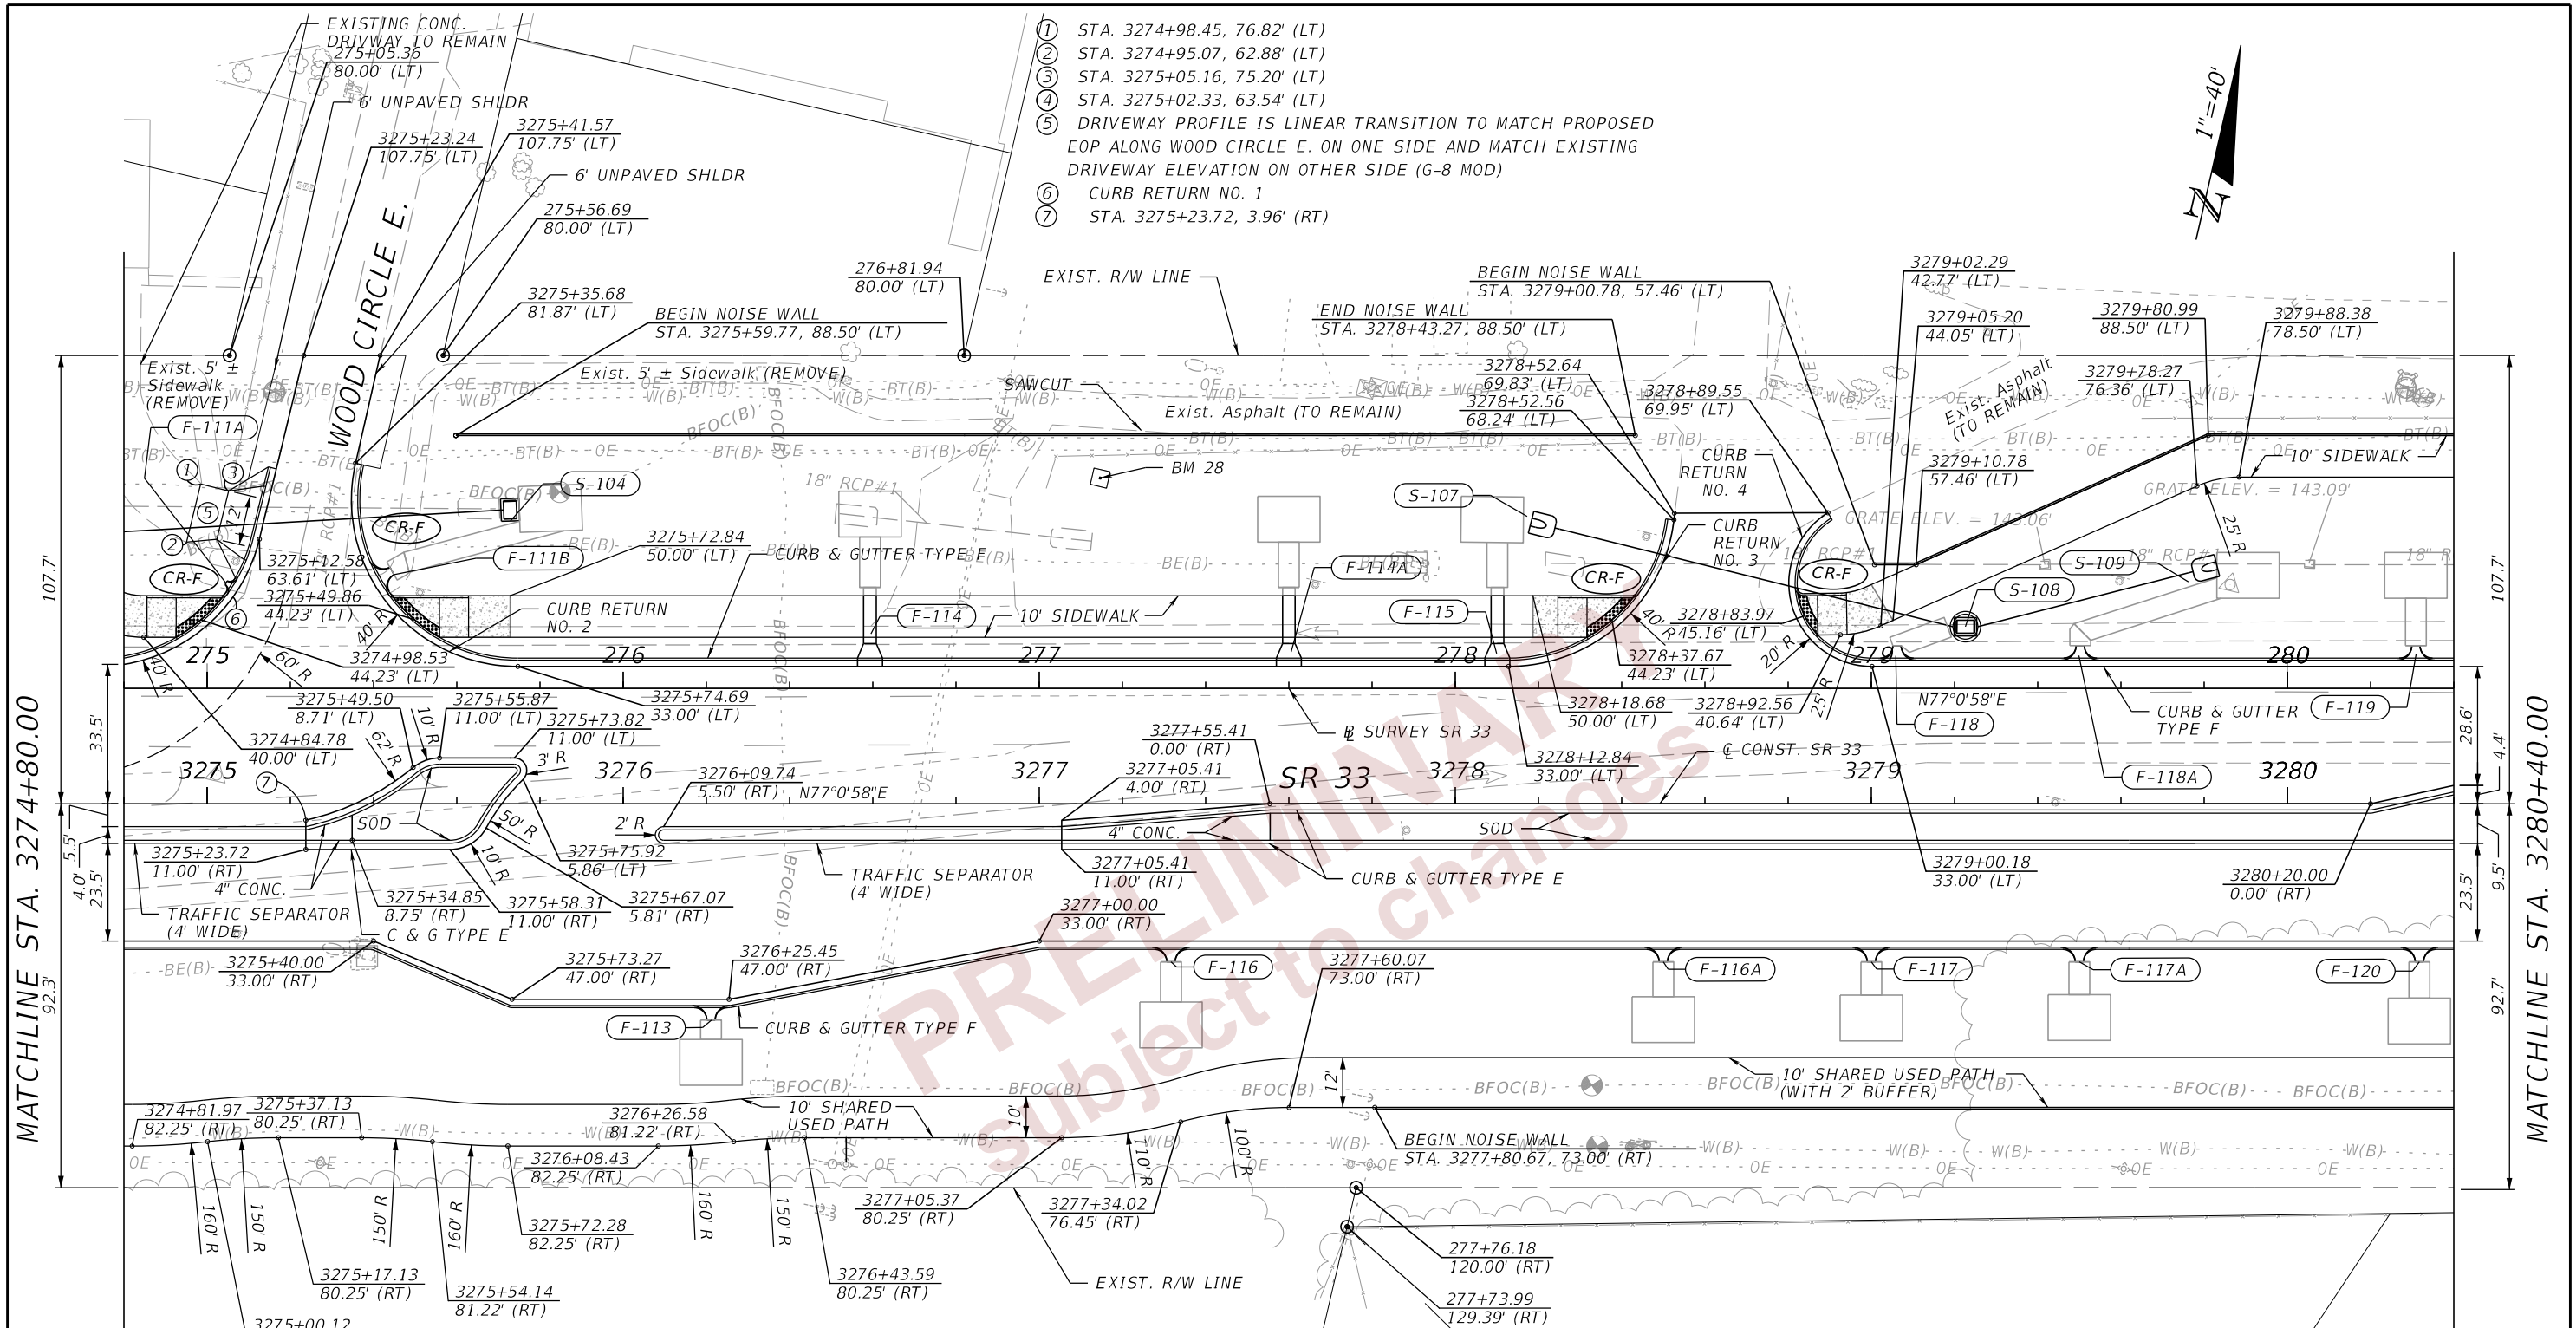 EXISTING CONC.
DRIVWAY TO REMAIN
275+05.36
80.00' (LT)
6' UNPAVED SHLDR
3275+23.24
107.75' (LT)
3275+41.57
107.75' (LT)
6' UNPAVED SHLDR
275+56.69
80.00' (LT)
3275+35.68
81.87' (LT)
WOOD CIRCLE E.
1 STA. 3274+98.45, 76.82' (LT)
2 STA. 3274+95.07, 62.88' (LT)
3 STA. 3275+05.16, 75.20' (LT)
4 STA. 3275+02.33, 63.54' (LT)
5 DRIVEWAY PROFILE IS LINEAR TRANSITION TO MATCH PROPOSED
EOP ALONG WOOD CIRCLE E. ON ONE SIDE AND MATCH EXISTING
DRIVEWAY ELEVATION ON OTHER SIDE (G-8 MOD)
6 CURB RETURN NO. 1
7 STA. 3275+23.72, 3.96' (RT)
1"=40'
N
BEGIN NOISE WALL
STA. 3275+59.77, 88.50' (LT)
276+81.94
80.00' (LT)
EXIST. R/W LINE
END NOISE WALL
STA. 3278+43.27, 88.50' (LT)
BEGIN NOISE WALL
STA. 3279+00.78, 57.46' (LT)
3279+02.29
42.77' (LT)
3279+05.20
44.05' (LT)
3279+80.99
88.50' (LT)
3279+88.38
78.50' (LT)
3279+78.27
76.36' (LT)
3278+52.64
69.83' (LT)
3278+52.56
68.24' (LT)
3278+89.55
69.95' (LT)
Exist. Asphalt
(TO REMAIN)
Exist. 5' ±
Sidewalk
(REMOVE)
Exist. 5' ± Sidewalk (REMOVE)
SAWCUT
Exist. Asphalt (TO REMAIN)
BM 28
18" RCP#1
CURB
RETURN
NO. 4
3279+10.78
57.46' (LT)
10' SIDEWALK
GRATE ELEV. = 143.09'
GRATE ELEV. = 143.06'
25' R
F-111A
1
3
5
2
12'
CR-F
6
S-104
CR-F
F-111B
3275+72.84
50.00' (LT)
CURB & GUTTER TYPE F
3275+12.58
63.61' (LT)
3275+49.86
44.23' (LT)
40' R
CURB RETURN
NO. 2
F-114
10' SIDEWALK
F-114A
S-107
F-115
CR-F
CURB
RETURN
NO. 3
CR-F
S-109
S-108
18" RCP#1
18" RCP#1
18" R
3278+83.97
45.16' (LT)
3278+37.67
44.23' (LT)
40' R
20' R
25' R
275
276
277
278
279
280
40' R
60' R
3274+98.53
44.23' (LT)
3275+74.69
33.00' (LT)
3275+49.50
8.71' (LT)
3275+55.87
11.00' (LT)
3275+73.82
11.00' (LT)
3274+84.78
40.00' (LT)
62' R
10' R
3' R
3278+18.68
50.00' (LT)
3278+92.56
40.64' (LT)
N77°0'58"E
F-118
CURB & GUTTER
TYPE F
F-119
B SURVEY SR 33
3278+12.84
33.00' (LT)
CL CONST. SR 33
3277+55.41
0.00' (RT)
3277+05.41
4.00' (RT)
F-118A
3275
3276
3277
3278
3279
3280
SR 33
7
3276+09.74
5.50' (RT)
N77°0'58"E
SOD
50' R
2' R
4" CONC.
SOD
3275+23.72
11.00' (RT)
4" CONC.
10' R
3275+75.92
5.86' (LT)
TRAFFIC SEPARATOR
(4' WIDE)
3277+05.41
11.00' (RT)
CURB & GUTTER TYPE E
3279+00.18
33.00' (LT)
3280+20.00
0.00' (RT)
TRAFFIC SEPARATOR
(4' WIDE)
3275+34.85
8.75' (RT)
C & G TYPE E
3275+58.31
11.00' (RT)
3275+67.07
5.81' (RT)
3277+00.00
33.00' (RT)
3275+40.00
33.00' (RT)
3275+73.27
47.00' (RT)
3276+25.45
47.00' (RT)
F-113
CURB & GUTTER TYPE F
F-116
3277+60.07
73.00' (RT)
F-116A
F-117
F-117A
F-120
PRELIMINARY
subject to changes
10' SHARED USED PATH
(WITH 2' BUFFER)
12'
10'
10' SHARED
USED PATH
3274+81.97
82.25' (RT)
3275+37.13
80.25' (RT)
3276+26.58
81.22' (RT)
3276+08.43
82.25' (RT)
BEGIN NOISE WALL
STA. 3277+80.67, 73.00' (RT)
110' R
100' R
160' R
150' R
150' R
160' R
160' R
150' R
3275+72.28
82.25' (RT)
3277+05.37
80.25' (RT)
3277+34.02
76.45' (RT)
3275+17.13
80.25' (RT)
3275+54.14
81.22' (RT)
3276+43.59
80.25' (RT)
EXIST. R/W LINE
277+76.18
120.00' (RT)
277+73.99
129.39' (RT)
3275+00.12
MATCHLINE STA. 3274+80.00
107.7'
33.5'
5.5'
4.0'
23.5'
92.3'
MATCHLINE STA. 3280+40.00
107.7'
28.6'
4.4'
9.5'
23.5'
92.7'